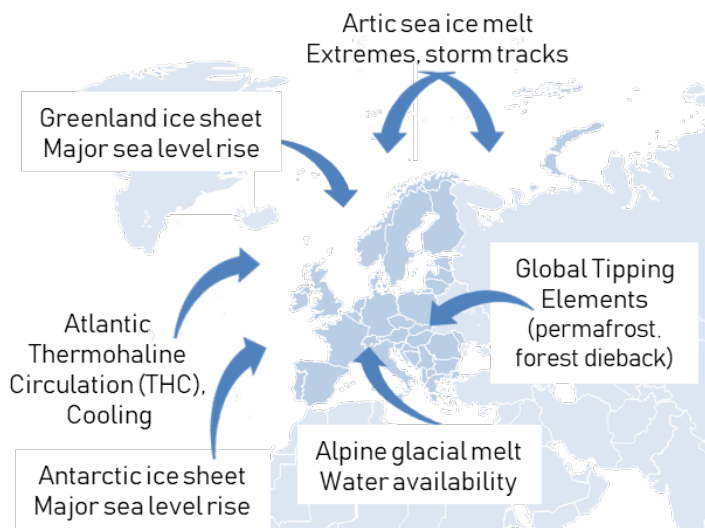 Artic sea ice melt
Extremes, storm tracks
Greenland ice sheet
Major sea level rise
Global Tipping
Elements
(permafrost.
forest dieback)
Atlantic
Thermohaline
Circulation (THC),
Cooling
Alpine glacial melt
Water availability
Antarctic ice sheet
Major sea level rise